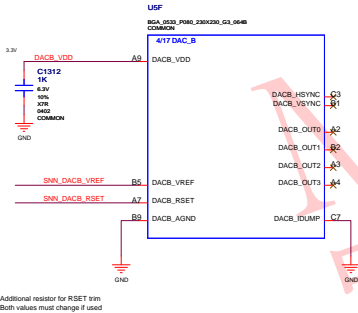 U5F
BGA_0533_P080_230X230_G3_064B
COMMON
4/17 DAC_B
3.3V
DACB_VDD
A9
DACB_VDD
C1312
1K
6.3V
10%
X7R
0402
COMMON
GND
DACB_HSYNC
C3
DACB_VSYNC
B1
DACB_OUT0
A2
DACB_OUT1
B2
DACB_OUT2
A3
DACB_OUT3
A4
SNN_DACB_VREF
B5
DACB_VREF
SNN_DACB_RSET
A7
DACB_RSET
B9
DACB_AGND
DACB_IDUMP
C7
GND
GND
Additional resistor for RSET trim
Both values must change if used